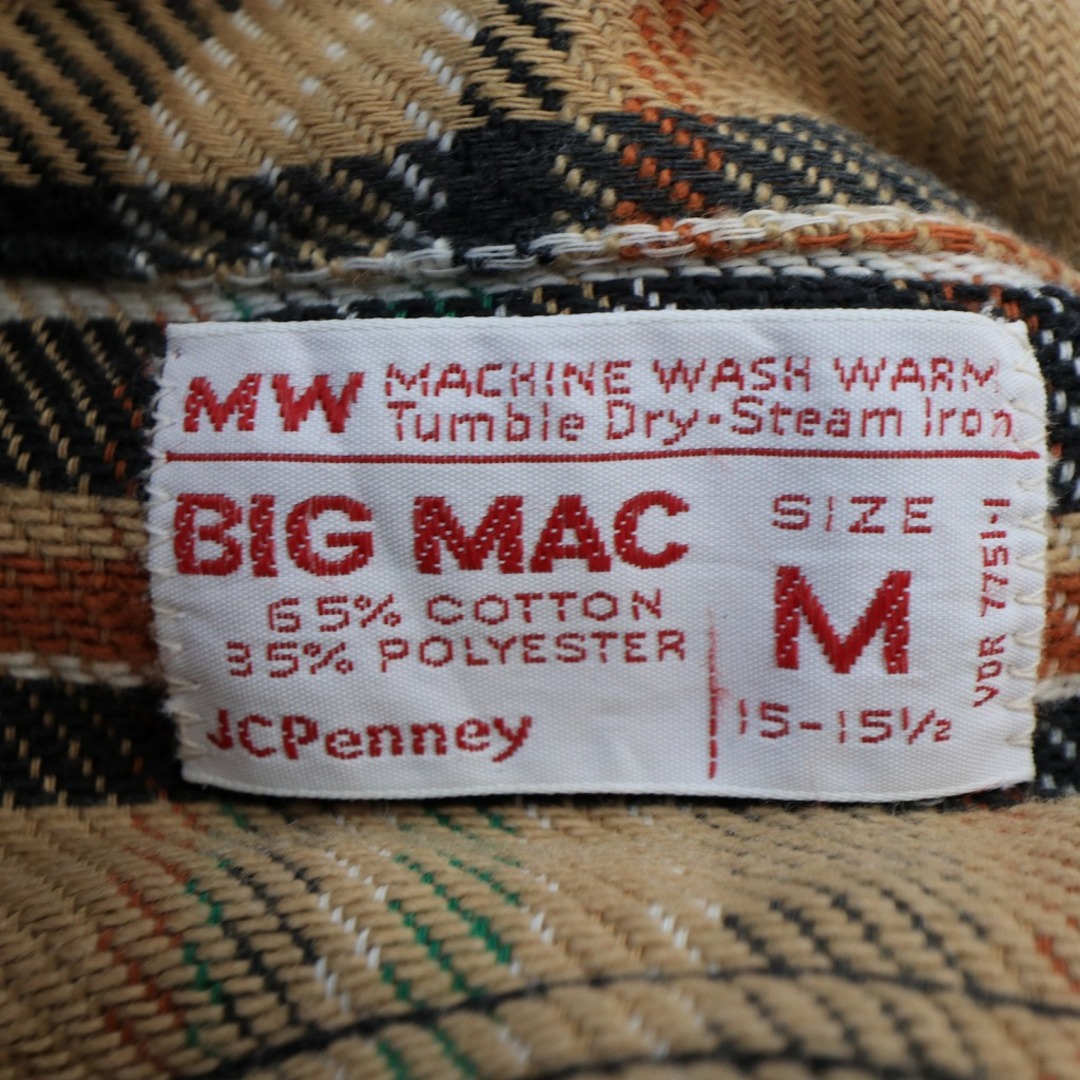 MW MACHINE WASH WARM
Tumble Dry·Steam Iron
BIG MAC
65% COTTON
35% POLYESTER
JCPenney
SIZE
M
15-15½
VDR 7751-1